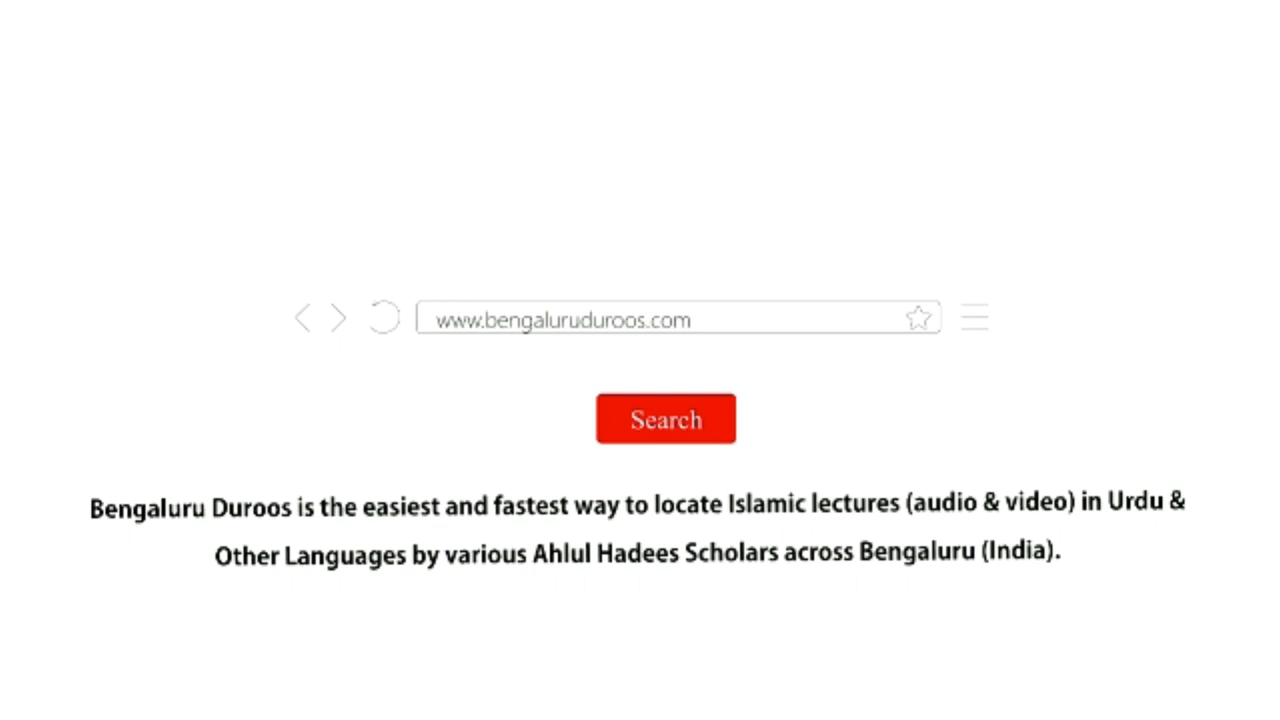 www.bengaluruduroos.com
Search
Bengaluru Duroos is the easiest and fastest way to locate Islamic lectures (audio & video) in Urdu &
Other Languages by various Ahlul Hadees Scholars across Bengaluru (India).